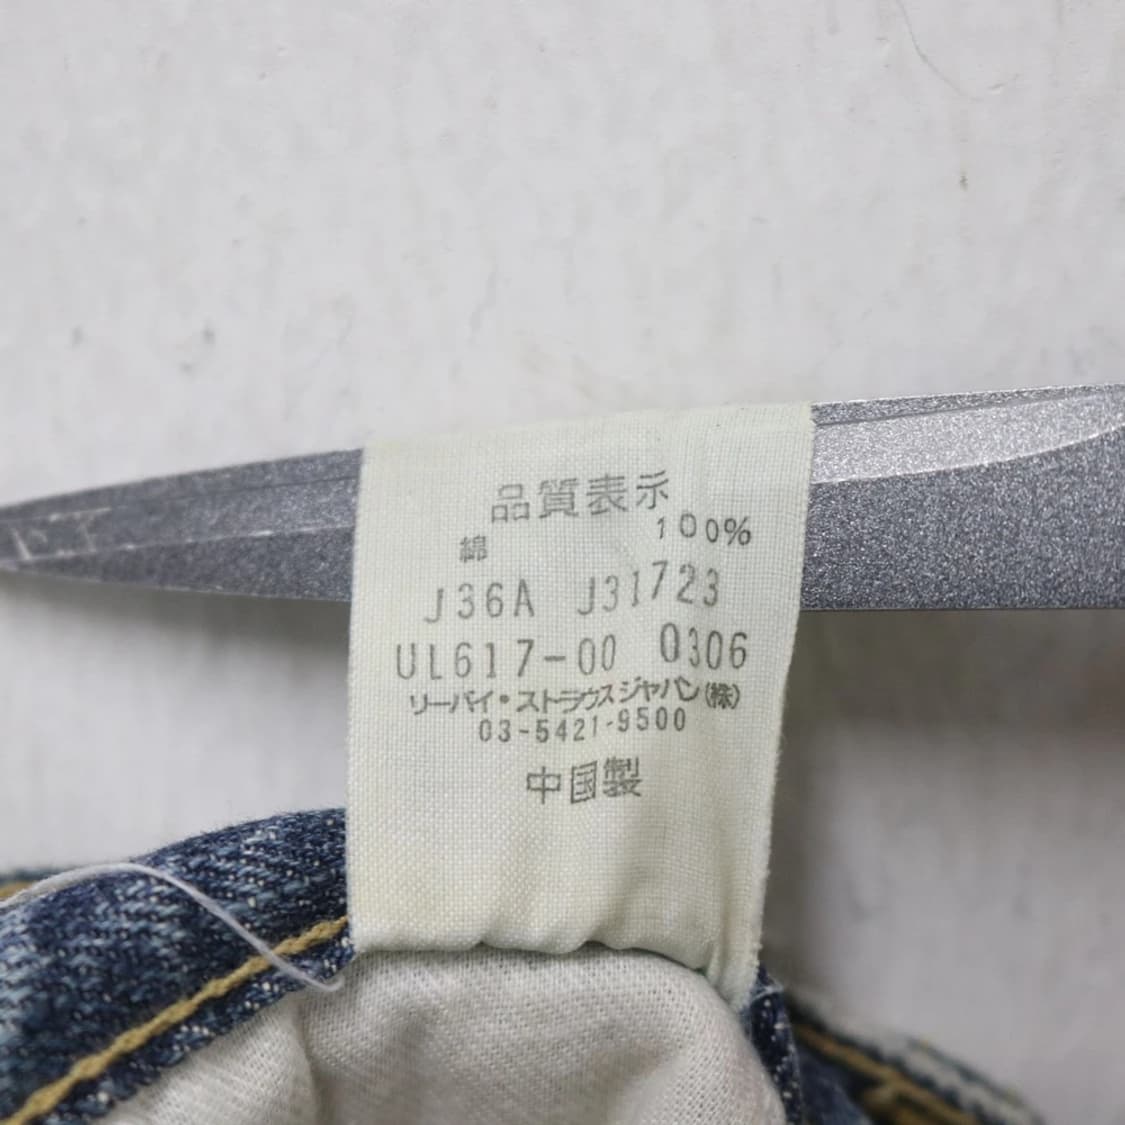 品質表示
綿 100%
J36A J31723
UL617-00 0306
リーバイ・ストラウスジャパン(株)
03-5421-9500
中国製